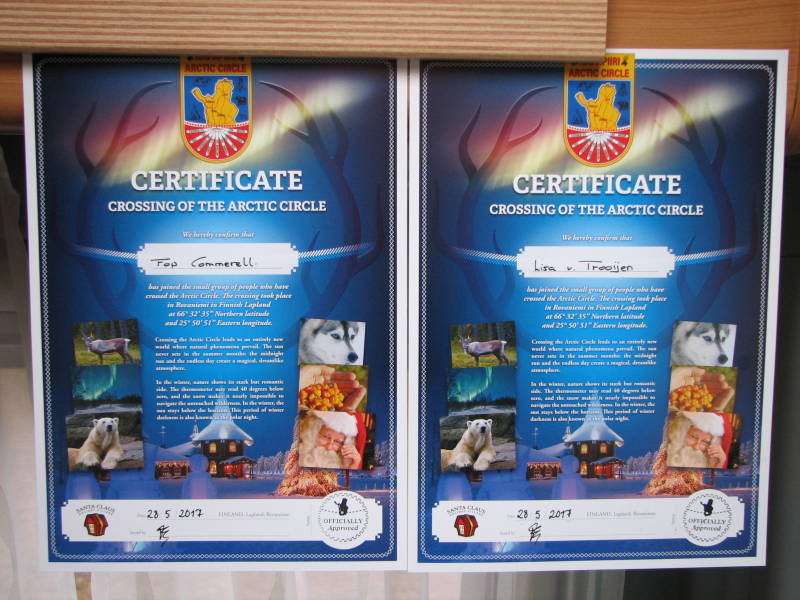 ARCTIC CIRCLE
CERTIFICATE
CROSSING OF THE ARCTIC CIRCLE
We hereby confirm that
Fop Commerell
has joined the small group of people who have
crossed the Arctic Circle. The crossing took place
in Rovaniemi in Finnish Lapland
at 66° 32' 35" Northern latitude
and 25° 50' 51" Eastern longitude.
Crossing the Arctic Circle leads to an entirely new
world where natural phenomena prevail. The sun
never sets in the summer months: the midnight
sun and the endless day create a magical, dreamlike
atmosphere.
In the winter, nature shows its stark but romantic
side. The thermometer may read 40 degrees below
zero, and the snow makes it nearly impossible to
navigate the untouched wilderness. In the winter, the
sun stays below the horizon. This period of winter
darkness is also known as the polar night.
SANTA CLAUS
Date 28 5 2017 FINLAND, Lapland, Rovaniemi
Issued by
OFFICIALLY
Approved
PIIRI
ARCTIC CIRCLE
CERTIFICATE
CROSSING OF THE ARCTIC CIRCLE
We hereby confirm that
Lisa v. Trooijen
has joined the small group of people who have
crossed the Arctic Circle. The crossing took place
in Rovaniemi in Finnish Lapland
at 66° 32' 35" Northern latitude
and 25° 50' 51" Eastern longitude.
Crossing the Arctic Circle leads to an entirely new
world where natural phenomena prevail. The sun
never sets in the summer months: the midnight
sun and the endless day create a magical, dreamlike
atmosphere.
In the winter, nature shows its stark but romantic
side. The thermometer may read 40 degrees below
zero, and the snow makes it nearly impossible to
navigate the untouched wilderness. In the winter, the
sun stays below the horizon. This period of winter
darkness is also known as the polar night.
SANTA CLAUS
Date 28 5 2017 FINLAND, Lapland, Rovaniemi
Issued by
OFFICIALLY
Approved